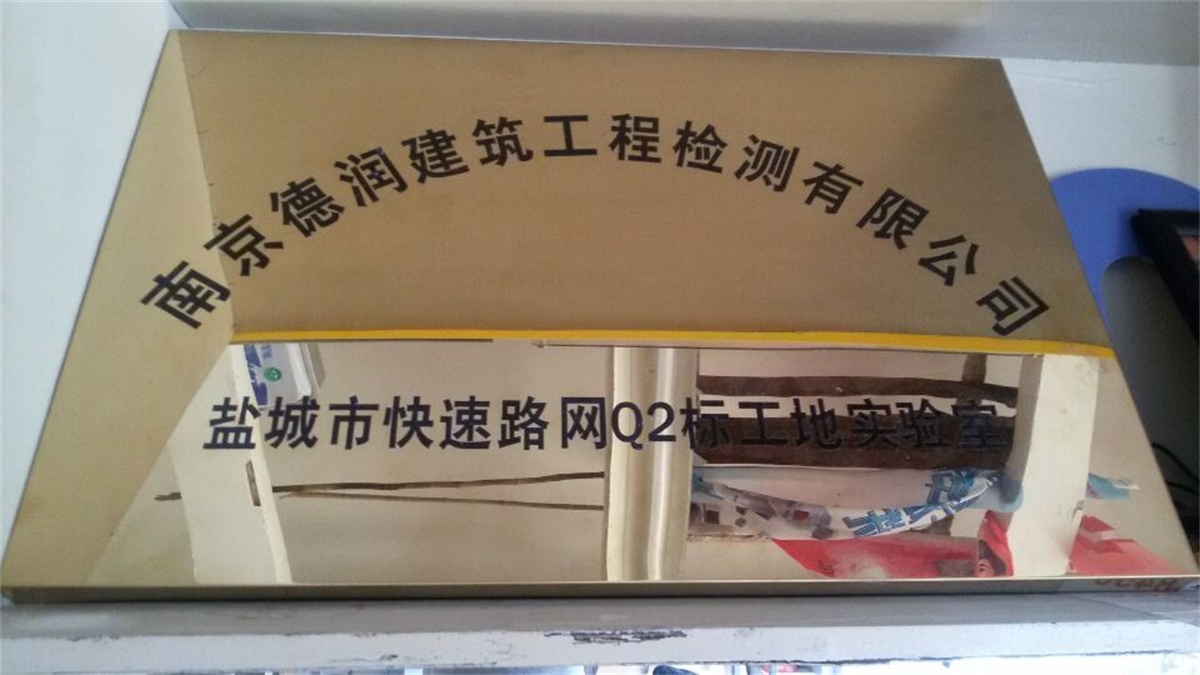 南京德润建筑工程检测有限公司
盐城市快速路网Q2标工地实验室